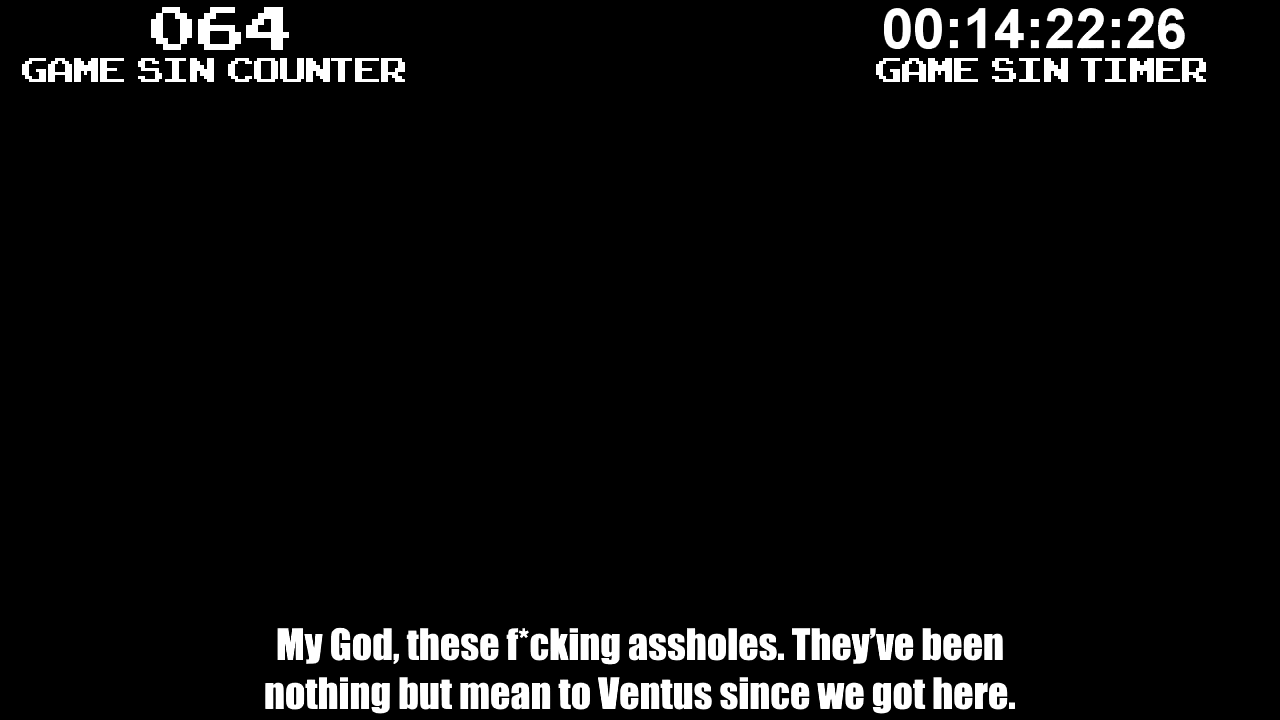 064
GAME SIN COUNTER
00:14:22:26
GAME SIN TIMER
My God, these f*cking assholes. They’ve been
nothing but mean to Ventus since we got here.